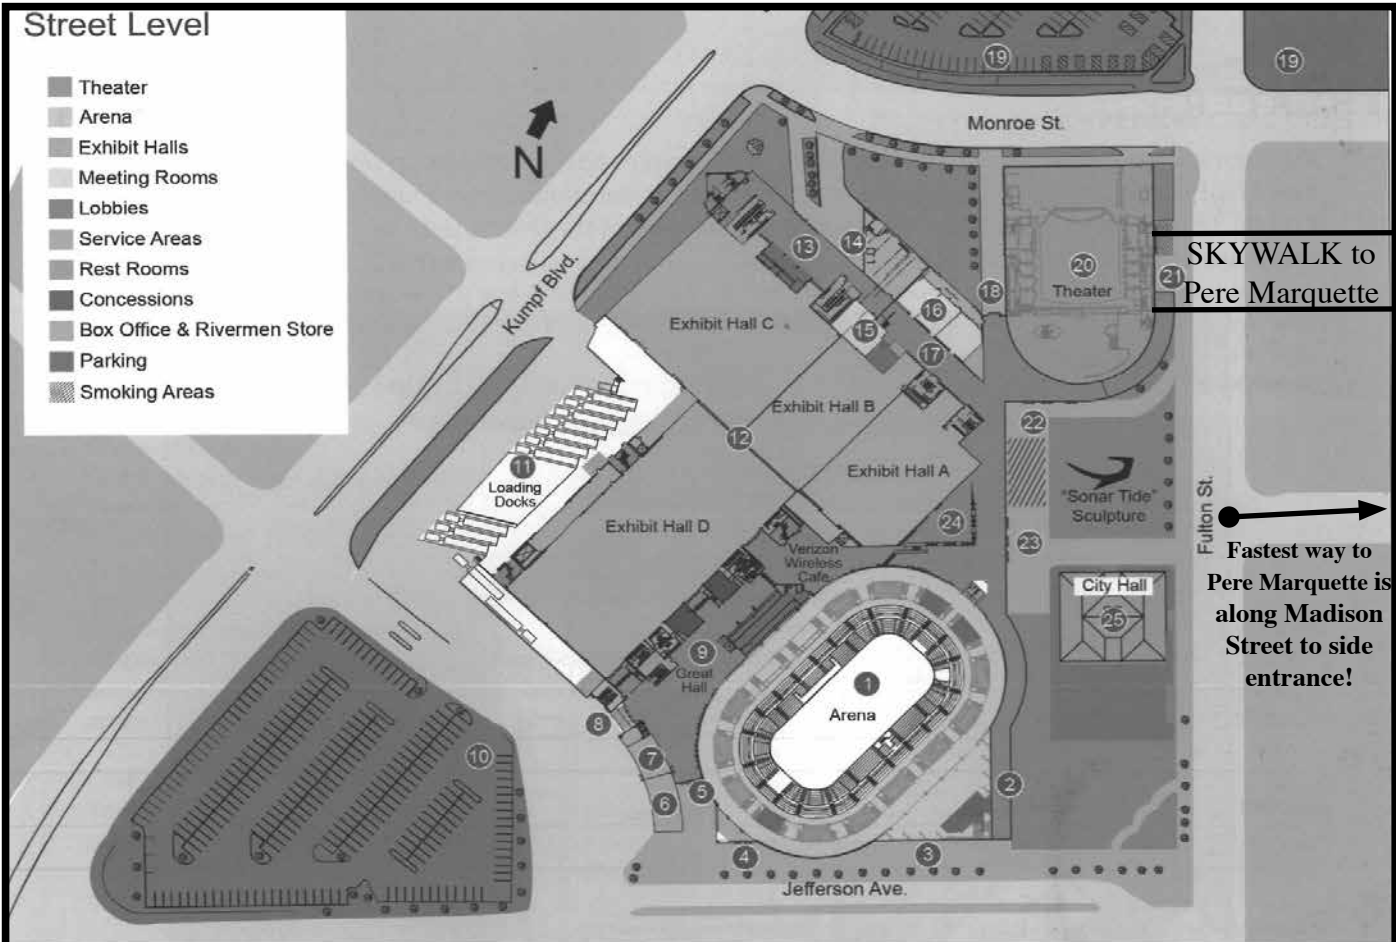 Street Level
Theater
Arena
Exhibit Halls
Meeting Rooms
Lobbies
Service Areas
Rest Rooms
Concessions
Box Office & Rivermen Store
Parking
Smoking Areas
N
Kumpf Blvd.
19
19
Monroe St.
13
14
16
15
17
18
20
Theater
21
SKYWALK to
Pere Marquette
Exhibit Hall C
Exhibit Hall B
12
Exhibit Hall A
22
11
Loading
Docks
Exhibit Hall D
24
23
"Sonar Tide"
Sculpture
Fulton St.
Verizon
Wireless
Cafe
City Hall
25
Fastest way to
Pere Marquette is
along Madison
Street to side
entrance!
9
Great
Hall
1
Arena
8
7
6
5
10
2
4
3
Jefferson Ave.